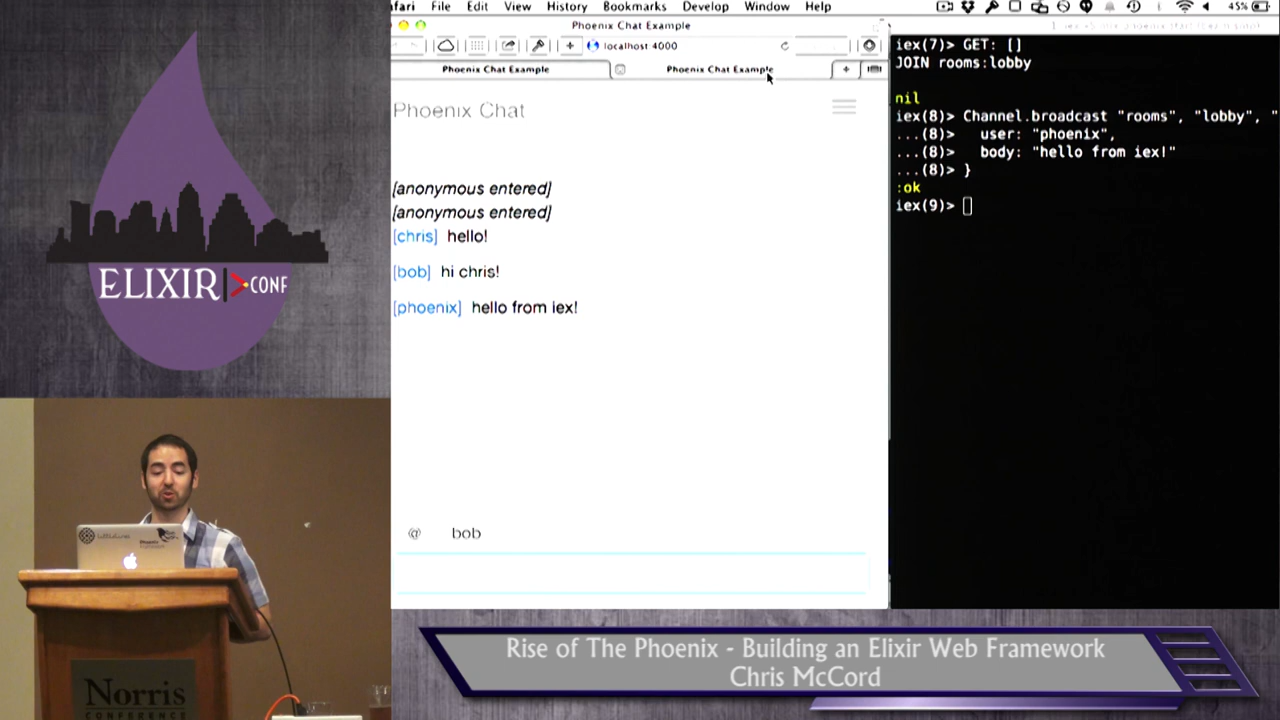 fari File Edit View History Bookmarks Develop Window Help 45%
Phoenix Chat Example
localhost 4000
Phoenix Chat Example Phoenix Chat Example +
Phoenix Chat
[anonymous entered]
[anonymous entered]
[chris] hello!
[bob] hi chris!
[phoenix] hello from iex!
@ bob
iex(7)> GET: []
JOIN rooms:lobby
nil
iex(8)> Channel.broadcast "rooms", "lobby", "
...(8)> user: "phoenix",
...(8)> body: "hello from iex!"
...(8)> }
:ok
iex(9)>
ELIXIR CONF
Norris
CONFERENCE
Rise of The Phoenix - Building an Elixir Web Framework
Chris McCord